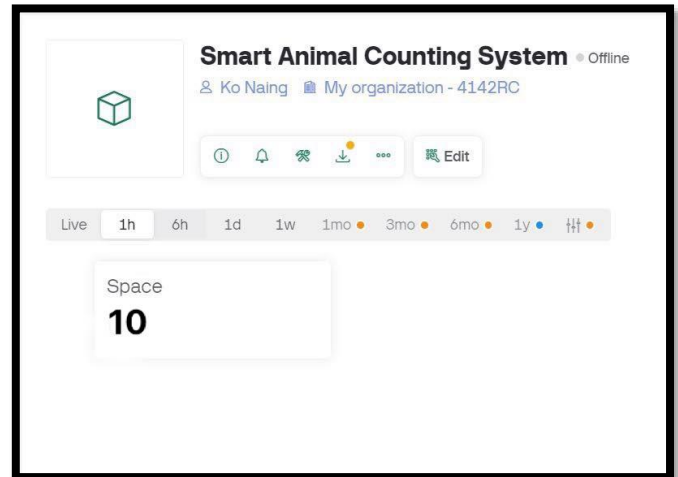 Smart Animal Counting System Offline
Ko Naing My organization - 4142RC
Edit
Live 1h 6h 1d 1w 1mo 3mo 6mo 1y
Space
10